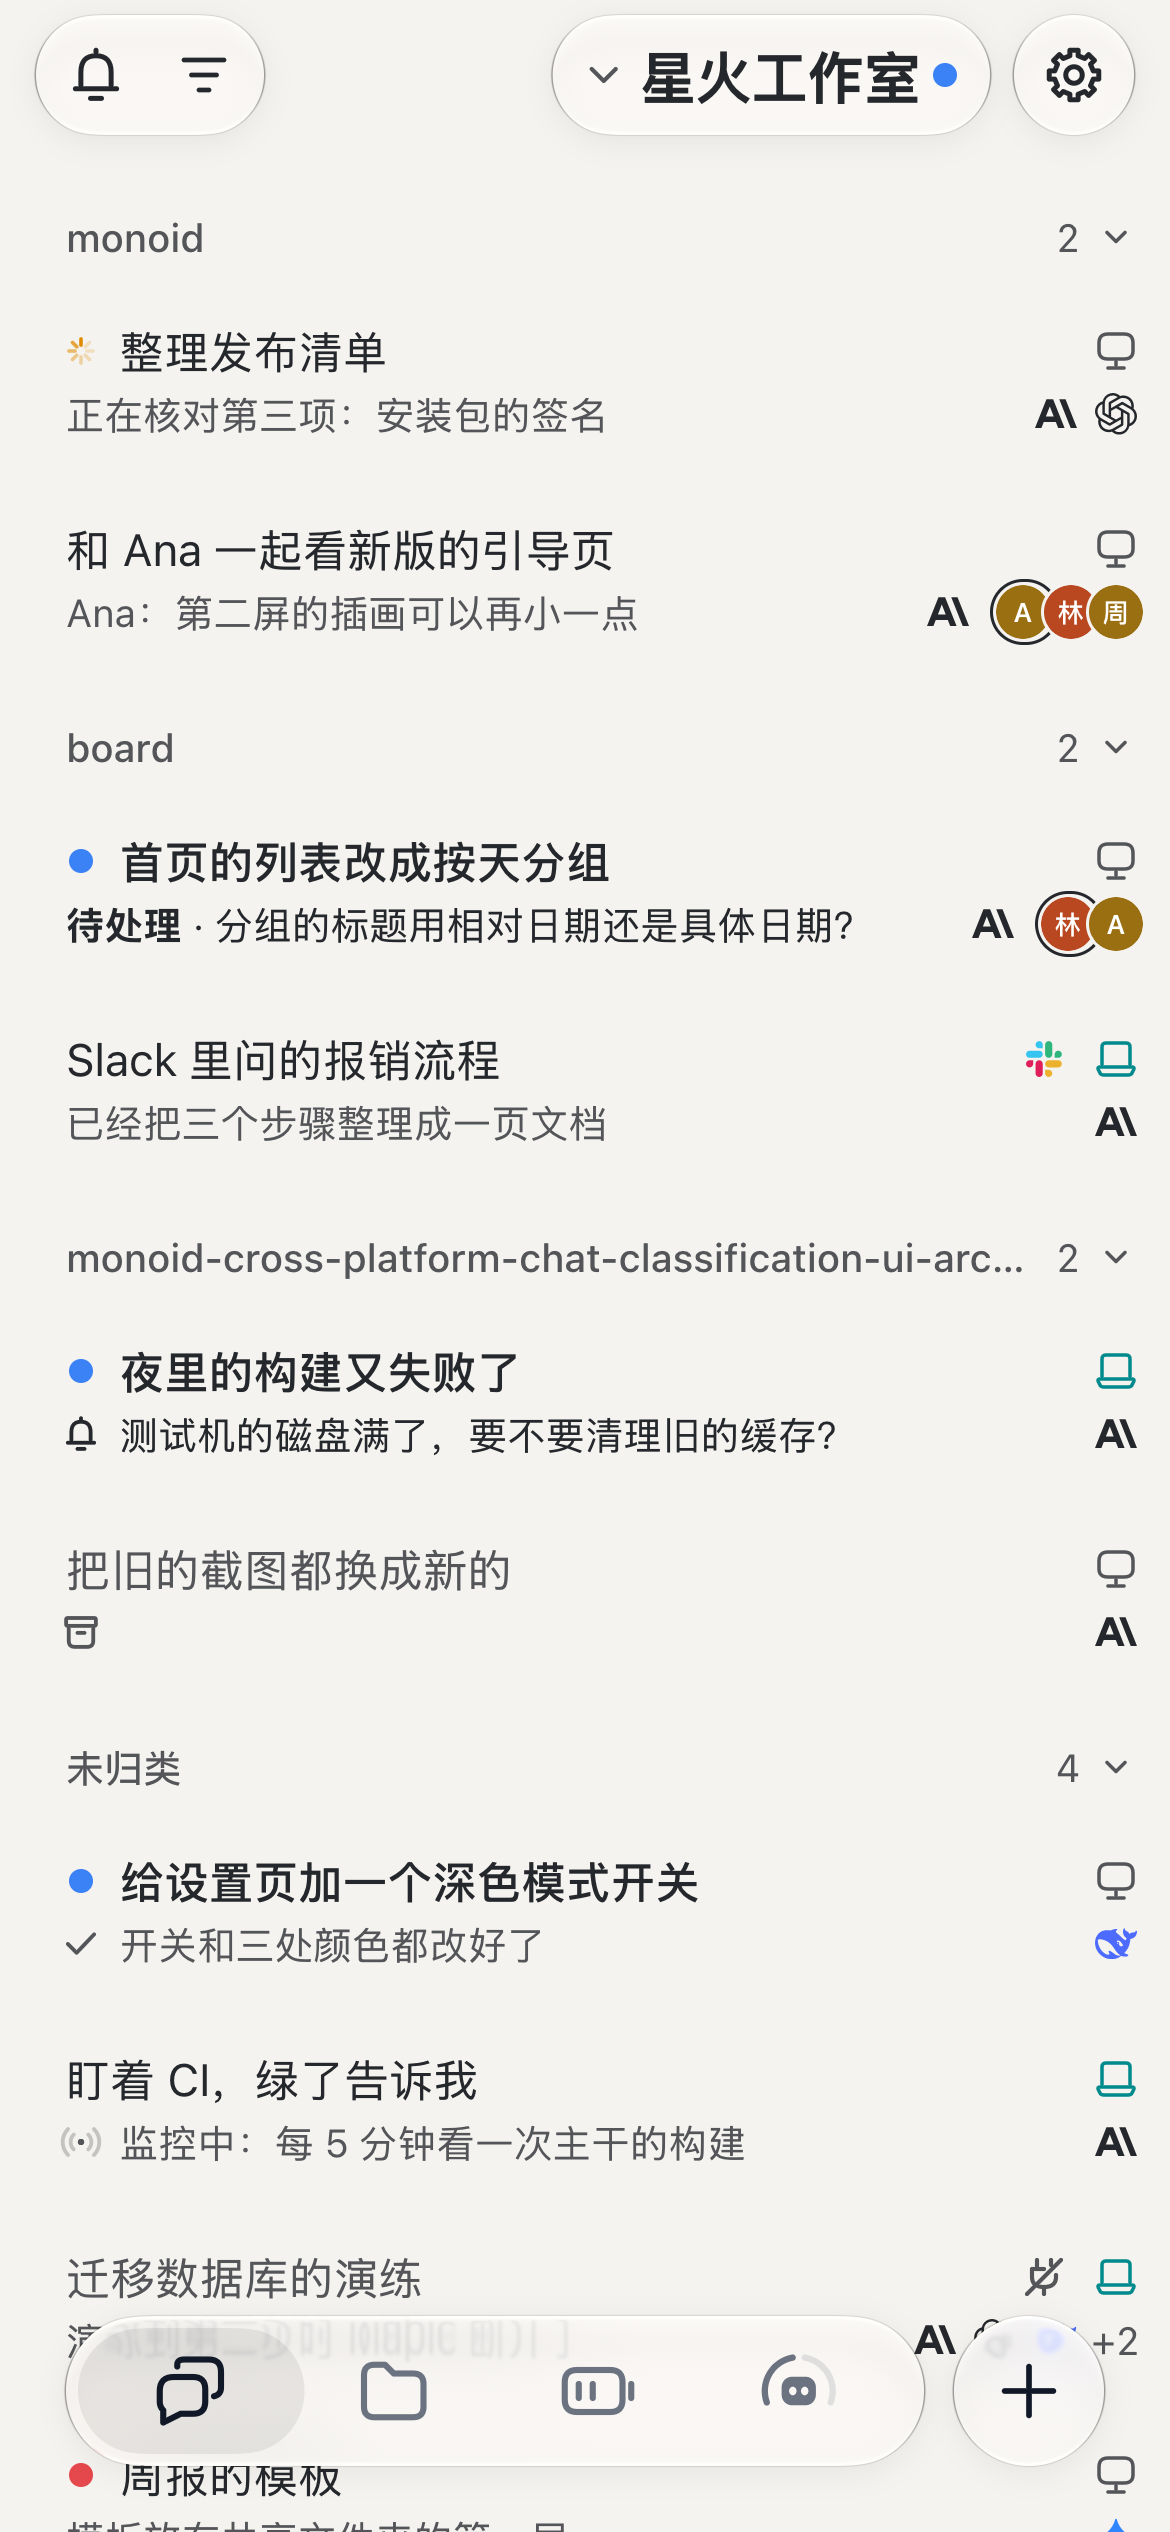 星火工作室
monoid 2
整理发布清单
正在核对第三项：安装包的签名
和 Ana 一起看新版的引导页
Ana：第二屏的插画可以再小一点 A 林 周
board 2
首页的列表改成按天分组
待处理 · 分组的标题用相对日期还是具体日期？ 林 A
Slack 里问的报销流程
已经把三个步骤整理成一页文档
monoid-cross-platform-chat-classification-ui-arc... 2
夜里的构建又失败了
测试机的磁盘满了，要不要清理旧的缓存？
把旧的截图都换成新的
未归类 4
给设置页加一个深色模式开关
开关和三处颜色都改好了
盯着 CI，绿了告诉我
监控中：每 5 分钟看一次主干的构建
迁移数据库的演练
+2
周报的模板